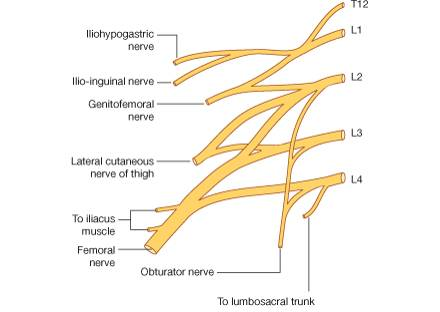 T12
Iliohypogastric
nerve
L1
Ilio-inguinal nerve
L2
Genitofemoral
nerve
L3
Lateral cutaneous
nerve of thigh
L4
To iliacus
muscle
Femoral
nerve
Obturator nerve
To lumbosacral trunk